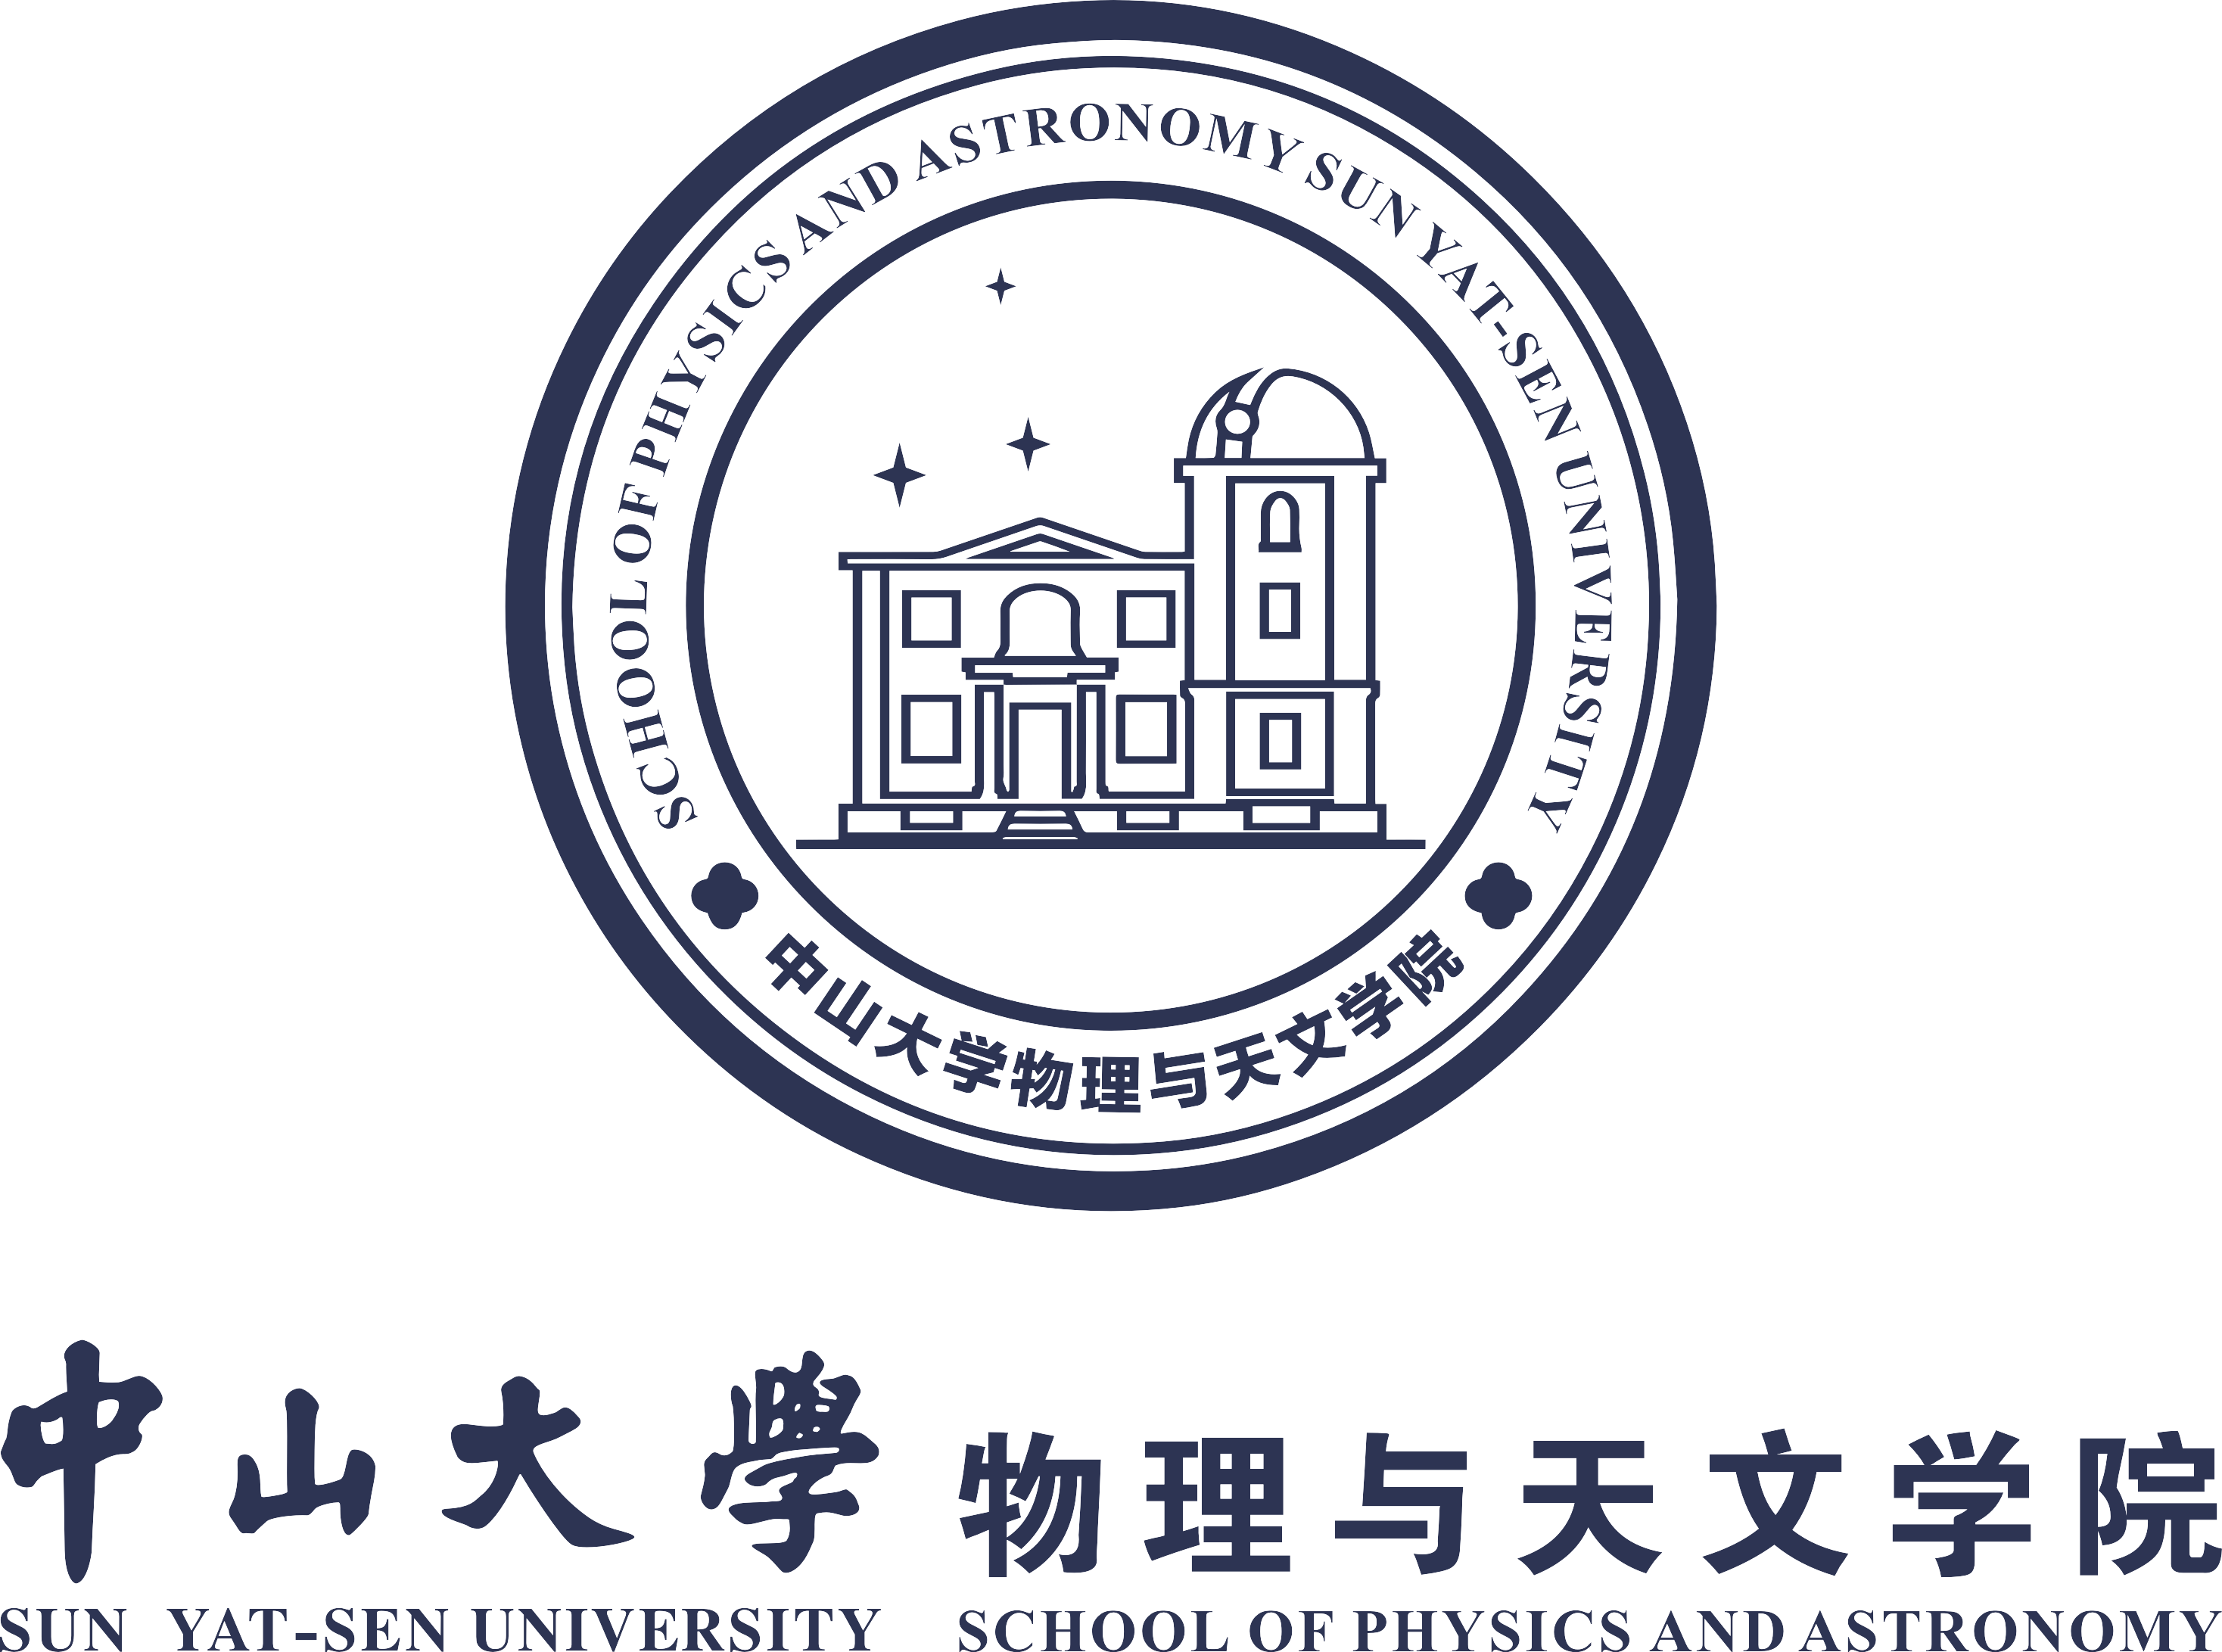 SCHOOL OF PHYSICS AND ASTRONOMY SUN YAT-SEN UNIVERSITY
中山大学物理与天文学院
中山大學 物理与天文学院
SUN YAT-SEN UNIVERSITY SCHOOL OF PHYSICS AND ASTRONOMY